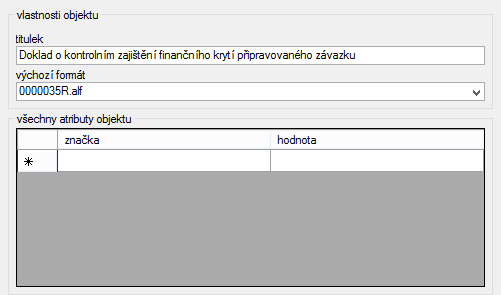 vlastnosti objektu
titulek
Doklad o kontrolním zajištění finančního krytí připravovaného závazku
výchozí formát
0000035R.alf
všechny atributy objektu
značka hodnota